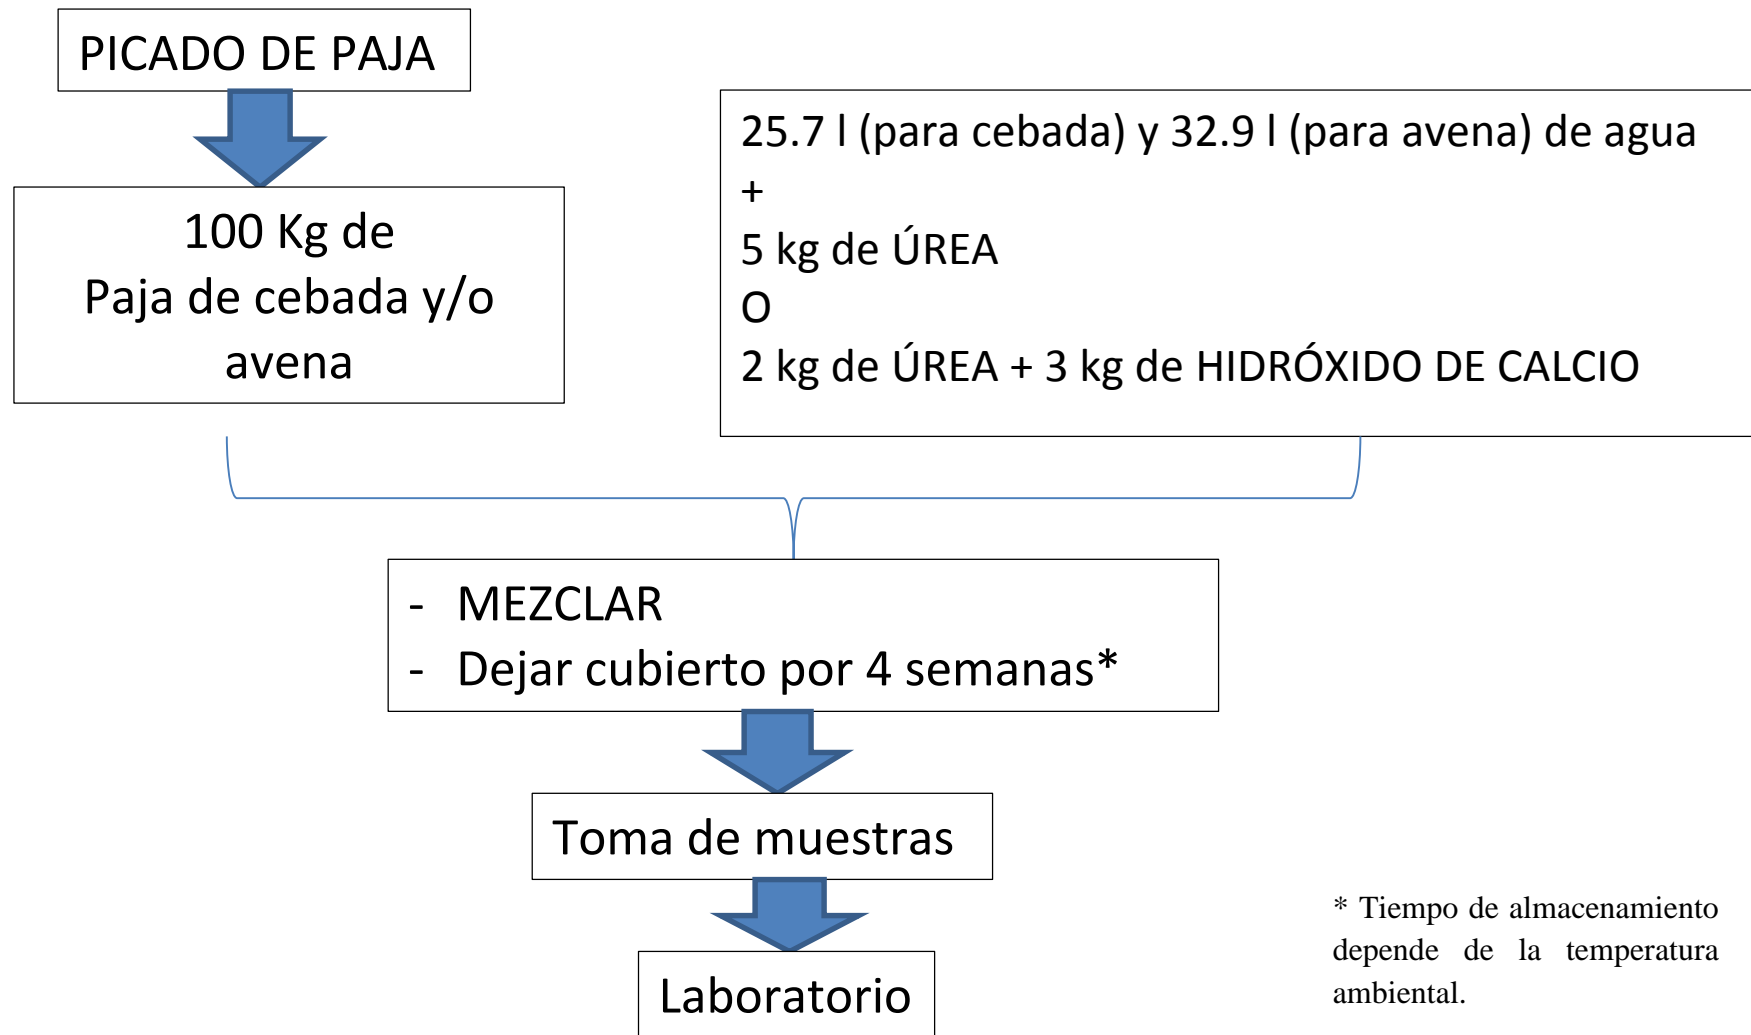 PICADO DE PAJA
100 Kg de
Paja de cebada y/o
avena
25.7 l (para cebada) y 32.9 l (para avena) de agua
+
5 kg de ÚREA
O
2 kg de ÚREA + 3 kg de HIDRÓXIDO DE CALCIO
- MEZCLAR
- Dejar cubierto por 4 semanas*
Toma de muestras
Laboratorio
* Tiempo de almacenamiento
depende de la temperatura
ambiental.